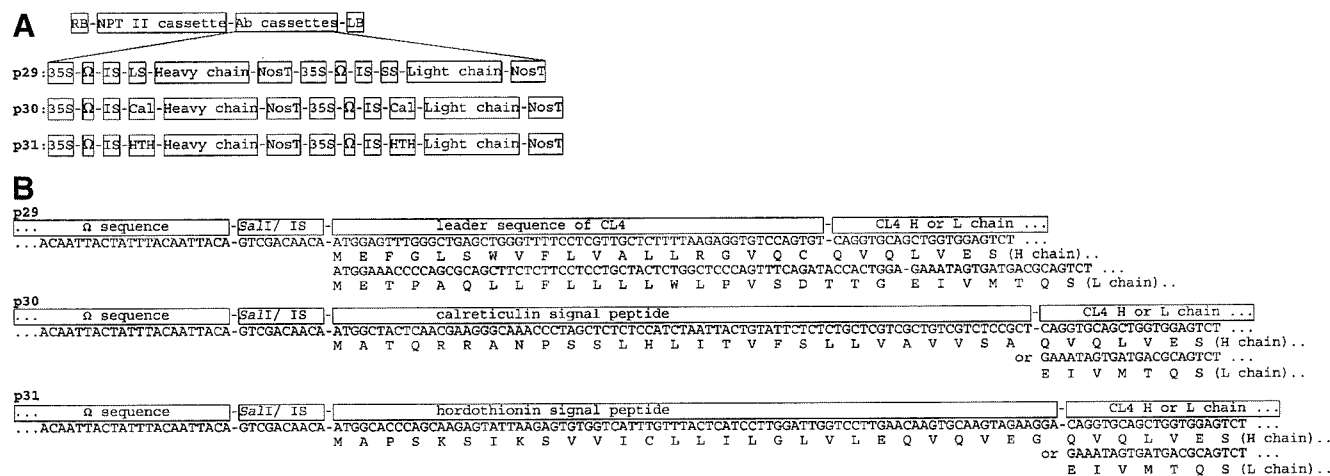 A
RB-NPT II cassette-Ab cassettes-LB
p29:35S-Ω-IS-LS-Heavy chain-NosT-35S-Ω-IS-SS-Light chain-NosT
p30:35S-Ω-IS-Cal-Heavy chain-NosT-35S-Ω-IS-Cal-Light chain-NosT
p31:35S-Ω-IS-HTH-Heavy chain-NosT-35S-Ω-IS-HTH-Light chain-NosT
B
p29
... Ω sequence - SalI/ IS - leader sequence of CL4 - CL4 H or L chain ...
...ACAATTACTATTTACAATTACA-GTCGACAACA-ATGGAGTTTGGGCTGAGCTGGGTTTTCCTCGTTGCTCTTTTAAGAGGTGTCCAGTGT-CAGGTGCAGCTGGTGGAGTCT ...
M E F G L S W V F L V A L L R G V Q C Q V Q L V E S (H chain)..
ATGGAAACCCCAGCGCAGCTTCTCTTCCTCCTGCTACTCTGGCTCCCAGTTTCAGATACCACTGGA-GAAATAGTGATGACGCAGTCT ...
M E T P A Q L L F L L L L W L P V S D T T G E I V M T Q S (L chain)..
p30
... Ω sequence - SalI/ IS - calreticulin signal peptide - CL4 H or L chain ...
...ACAATTACTATTTACAATTACA-GTCGACAACA-ATGGCTACTCAACGAAGGGCAAACCCTAGCTCTCTCCATCTAATTACTGTATTCTCTCTGCTCGTCGCTGTCGTCTCCGCT-CAGGTGCAGCTGGTGGAGTCT ...
M A T Q R R A N P S S L H L I T V F S L L V A V V S A Q V Q L V E S (H chain)..
or GAAATAGTGATGACGCAGTCT ...
E I V M T Q S (L chain)..
p31
... Ω sequence - SalI/ IS - hordothionin signal peptide - CL4 H or L chain ...
...ACAATTACTATTTACAATTACA-GTCGACAACA-ATGGCACCCAGCAAGAGTATTAAGAGTGTGGTCATTTGTTTACTCATCCTTGGATTGGTCCTTGAACAAGTGCAAGTAGAAGGA-CAGGTGCAGCTGGTGGAGTCT ...
M A P S K S I K S V V I C L L I L G L V L E Q V Q V E G Q V Q L V E S (H chain)..
or GAAATAGTGATGACGCAGTCT ...
E I V M T Q S (L chain)..